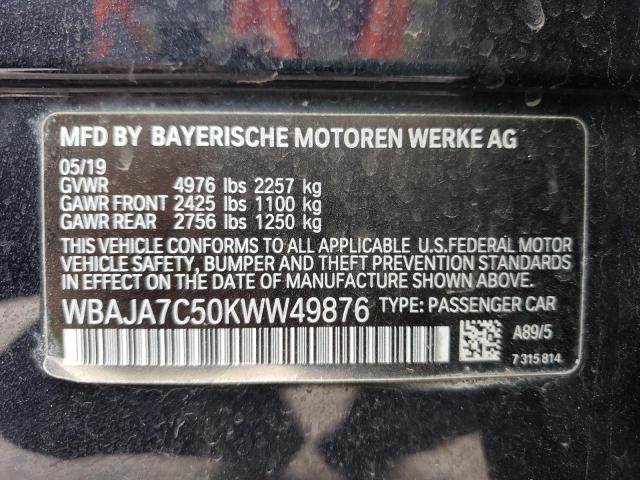 MFD BY BAYERISCHE MOTOREN WERKE AG
05/19
GVWR 4976 lbs 2257 kg
GAWR FRONT 2425 lbs 1100 kg
GAWR REAR 2756 lbs 1250 kg
THIS VEHICLE CONFORMS TO ALL APPLICABLE U.S.FEDERAL MOTOR
VEHICLE SAFETY, BUMPER AND THEFT PREVENTION STANDARDS
IN EFFECT ON THE DATE OF MANUFACTURE SHOWN ABOVE.
WBAJA7C50KWW49876 TYPE: PASSENGER CAR
A89/5
7 315 814